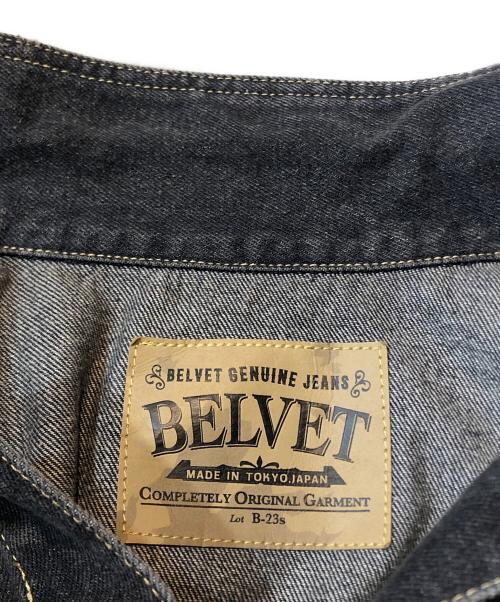 BELVET GENUINE JEANS
BELVET
MADE IN TOKYO,JAPAN
COMPLETELY ORIGINAL GARMENT
Lot B-23s